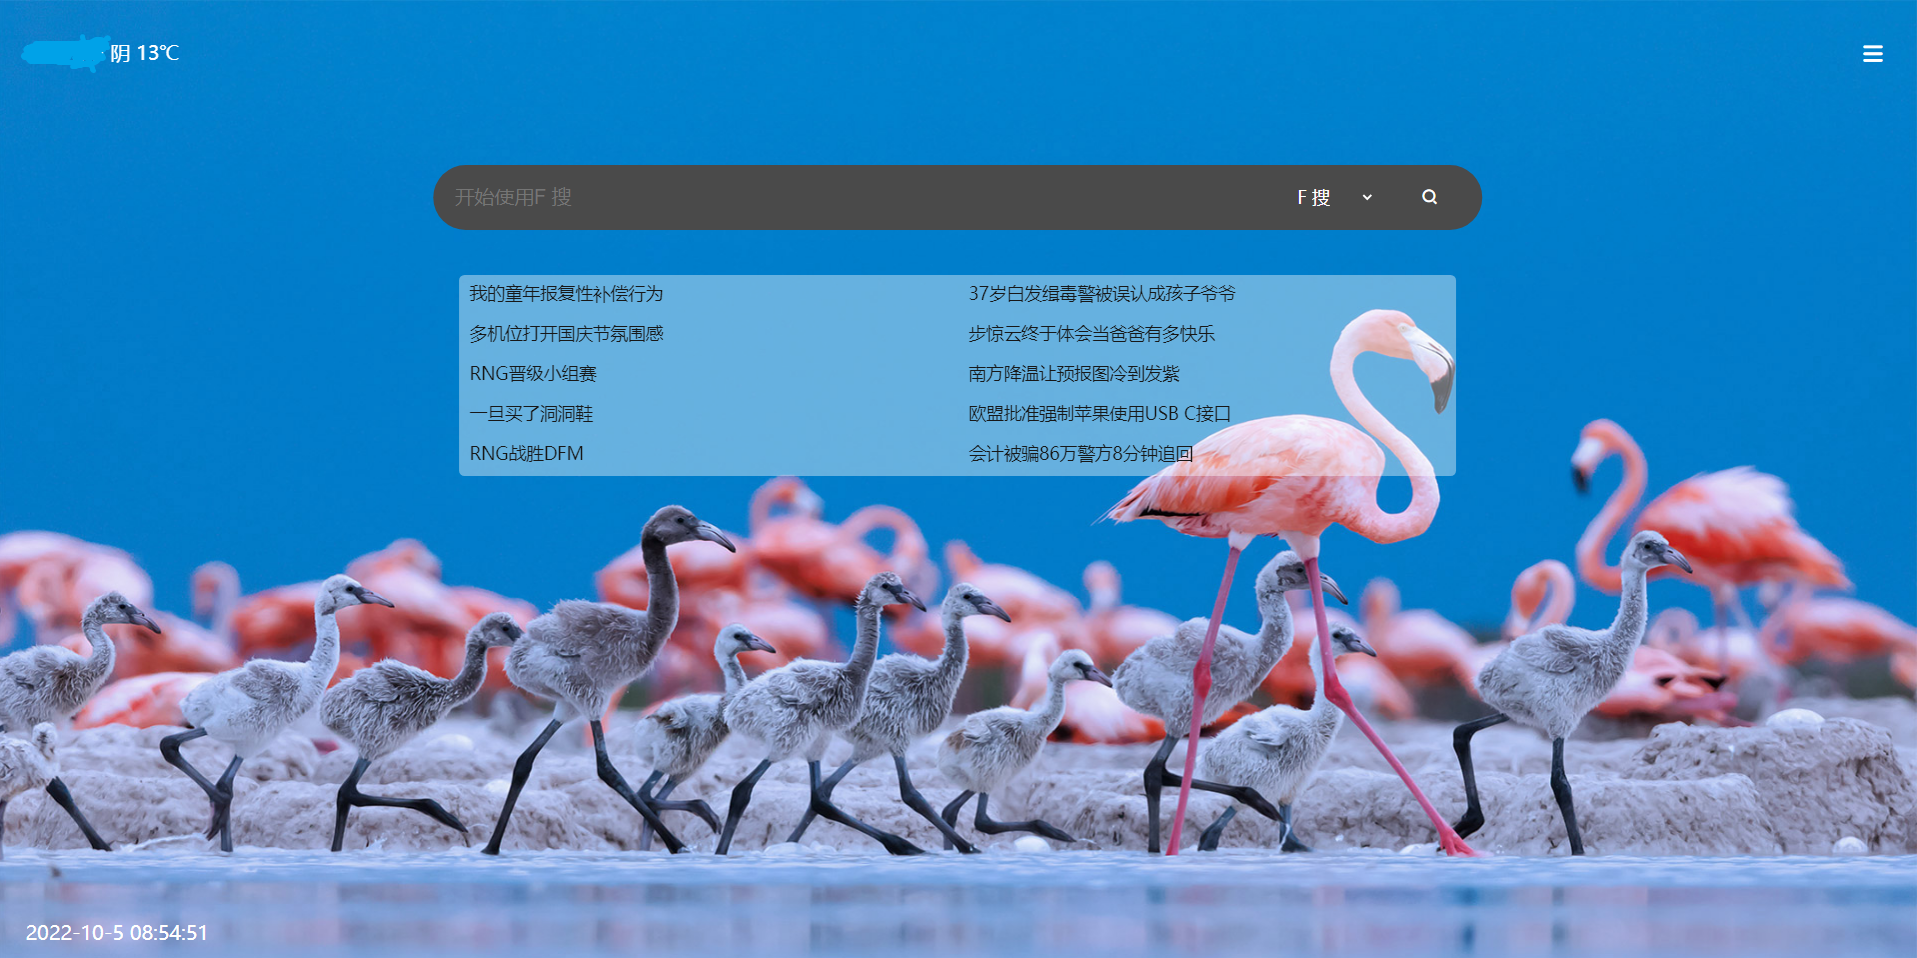 阴 13℃
开始使用F 搜
F 搜
我的童年报复性补偿行为
37岁白发缉毒警被误认成孩子爷爷
多机位打开国庆节氛围感
步惊云终于体会当爸爸有多快乐
RNG晋级小组赛
南方降温让预报图冷到发紫
一旦买了洞洞鞋
欧盟批准强制苹果使用USB C接口
RNG战胜DFM
会计被骗86万警方8分钟追回
2022-10-5 08:54:51